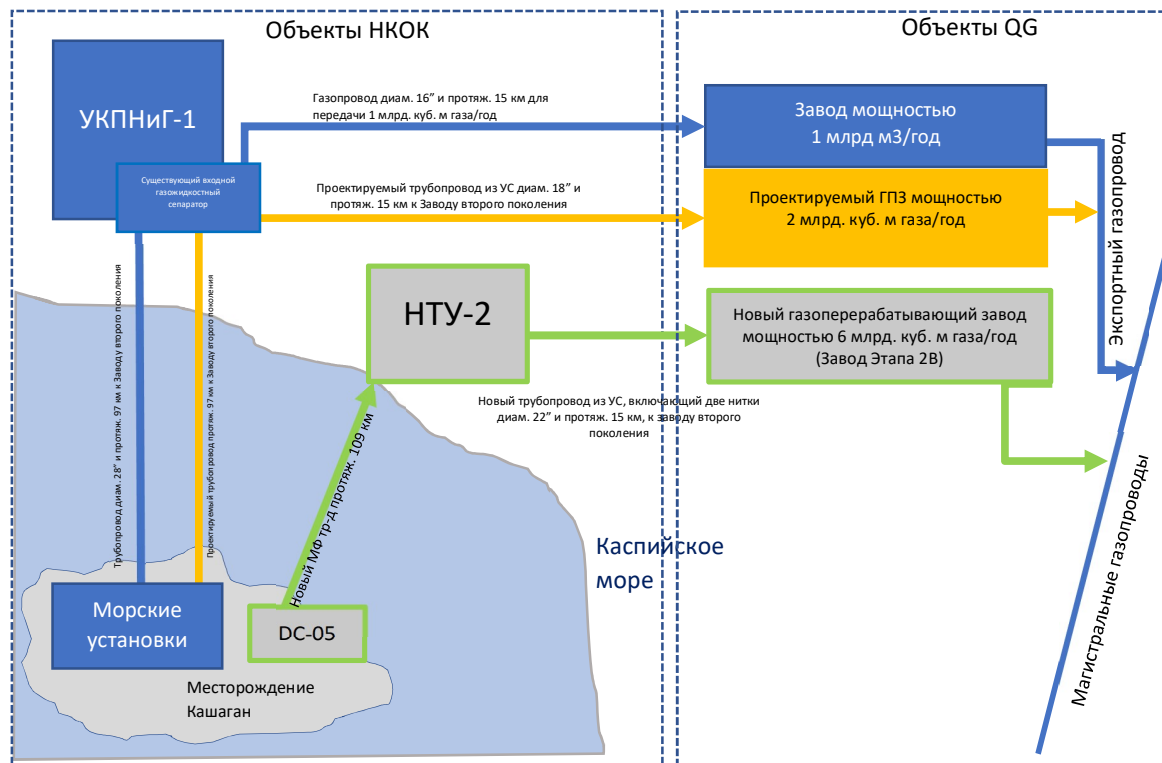 Объекты НКОК
Объекты QG
УКПНиГ-1
Существующий входной
газожидкостный
сепаратор
Газопровод диам. 16” и протяж. 15 км для
передачи 1 млрд. куб. м газа/год
Завод мощностью
1 млрд м3/год
Проектируемый трубопровод из УС диам. 18” и
протяж. 15 км к Заводу второго поколения
Проектируемый ГПЗ мощностью
2 млрд. куб. м газа/год
Экспортный газопровод
Трубопровод диам. 28” и протяж. 97 км к Заводу второго поколения
Проектируемый трубопровод протяж. 97 км к Заводу второго поколения
НТУ-2
Новый газоперерабатывающий завод
мощностью 6 млрд. куб. м газа/год
(Завод Этапа 2В)
Новый трубопровод из УС, включающий две нитки
диам. 22” и протяж. 15 км, к заводу второго
поколения
Новый МФ тр-д протяж. 109 км
Каспийское
море
Магистральные газопроводы
Морские
установки
DC-05
Месторождение
Кашаган